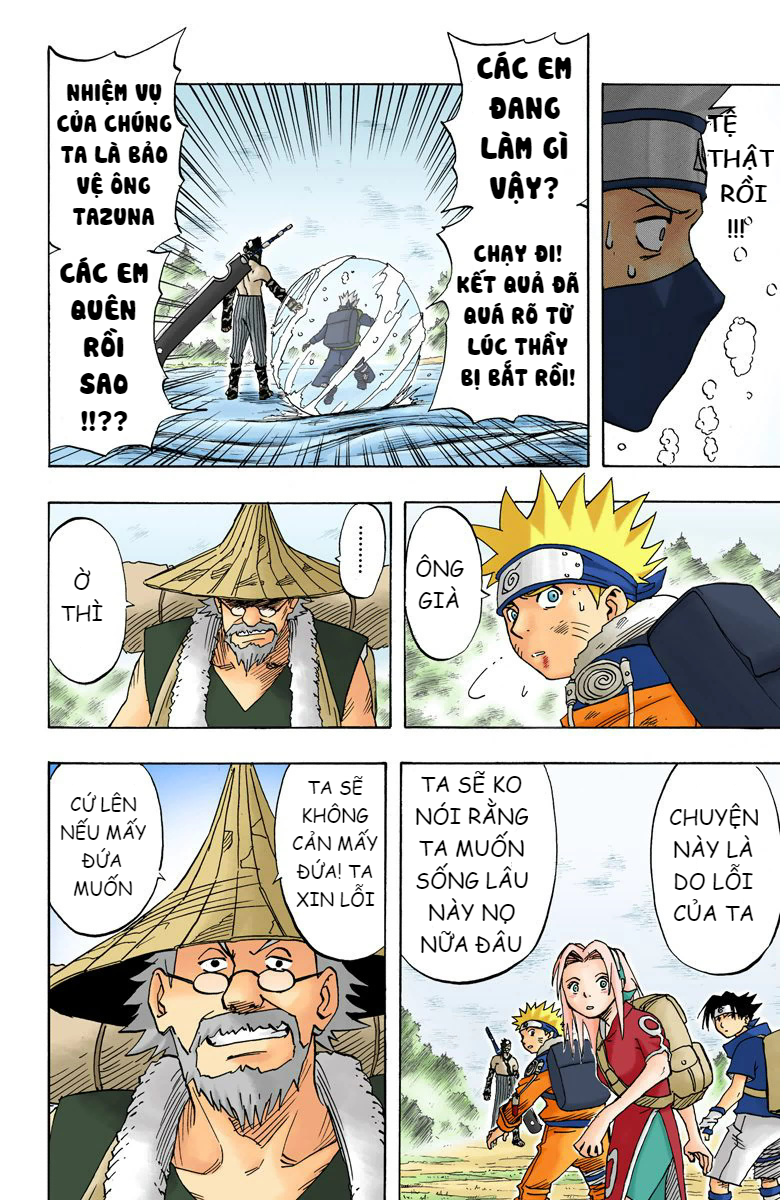 TỆ
THẬT
RỒI
!!!
CÁC EM
ĐANG
LÀM GÌ
VẬY?
CHẠY ĐI!
KẾT QUẢ ĐÃ
QUÁ RÕ TỪ
LÚC THẦY
BỊ BẮT RỒI!
NHIỆM VỤ
CỦA CHÚNG
TA LÀ BẢO
VỆ ÔNG
TAZUNA
CÁC EM
QUÊN
RỒI
SAO
!!??
ÔNG
GIÀ
........
Ờ
THÌ
CHUYỆN
NÀY LÀ
DO LỖI
CỦA TA
TA SẼ KO
NÓI RẰNG
TA MUỐN
SỐNG LÂU
NÀY NỌ
NỮA ĐÂU
TA SẼ
KHÔNG
CẢN MẤY
ĐỨA! TA
XIN LỖI
CỨ LÊN
NẾU MẤY
ĐỨA
MUỐN